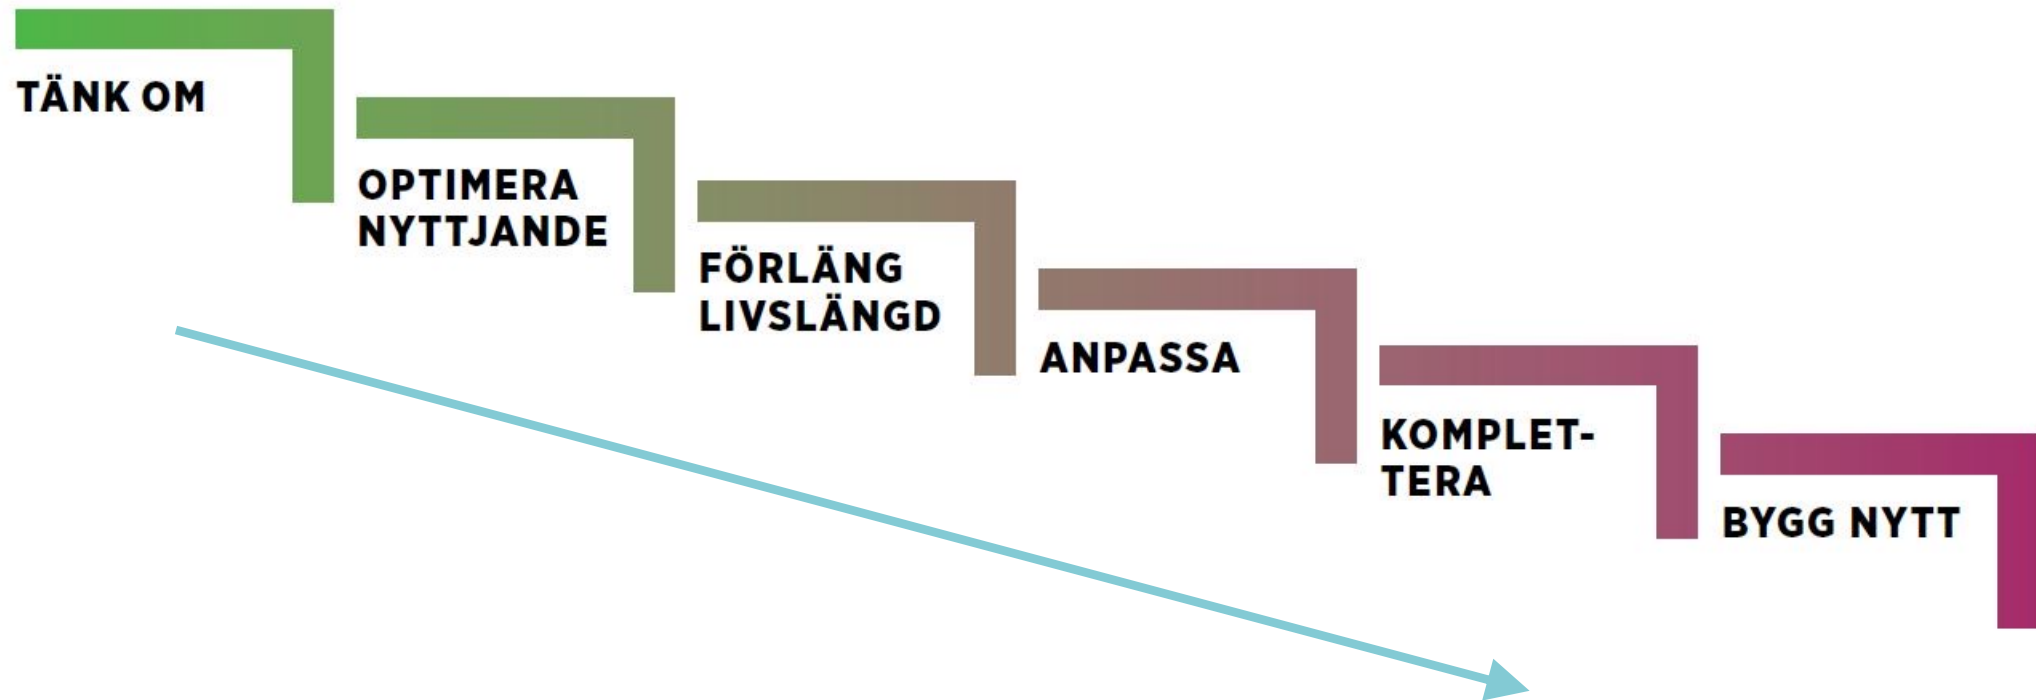 TÄNK OM
OPTIMERA
NYTTJANDE
FÖRLÄNG
LIVSLÄNGD
ANPASSA
KOMPLET-
TERA
BYGG NYTT